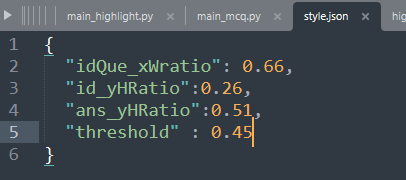 main_highlight.py main_mcq.py style.json hig
1 {
2 "idQue_xWratio": 0.66,
3 "id_yHRatio":0.26,
4 "ans_yHRatio":0.51,
5 "threshold" : 0.45
6 }